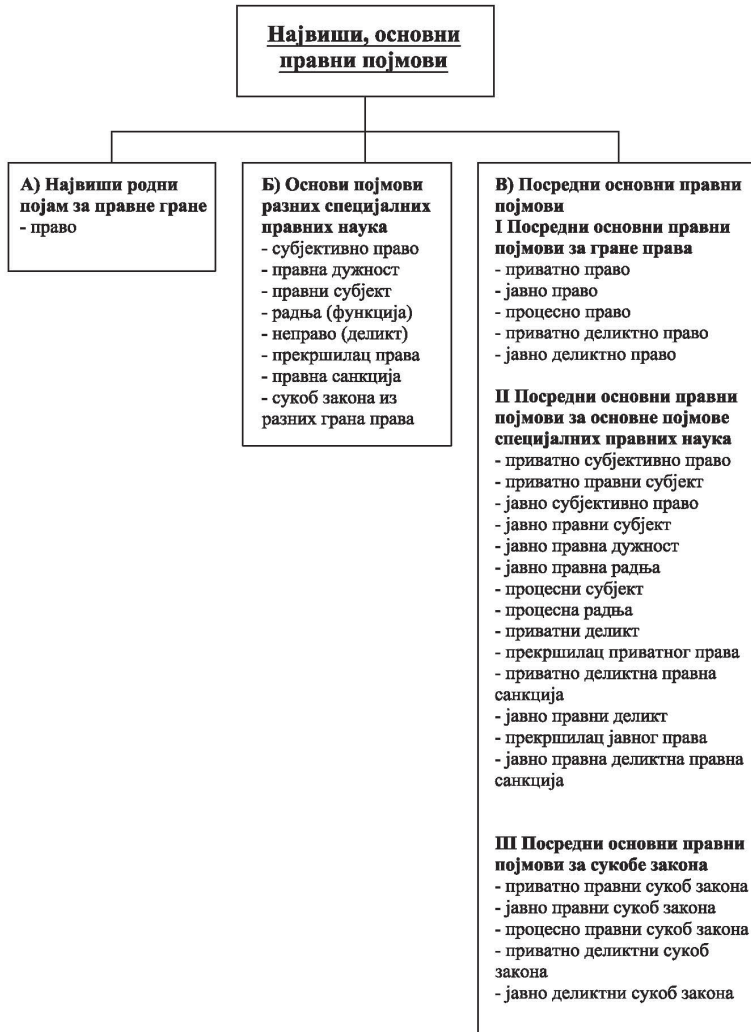 Највиши, основни
правни појмови
А) Највиши родни
појам за правне гране
- право
Б) Основи појмови
разних специјалних
правних наука
- субјективно право
- правна дужност
- правни субјект
- радња (функција)
- неправо (деликт)
- прекршилац права
- правна санкција
- сукоб закона из
разних грана права
В) Посредни основни правни
појмови
I Посредни основни правни
појмови за гране права
- приватно право
- јавно право
- процесно право
- приватно деликтно право
- јавно деликтно право
II Посредни основни правни
појмови за основне појмове
специјалних правних наука
- приватно субјективно право
- приватно правни субјект
- јавно субјективно право
- јавно правни субјект
- јавно правна дужност
- јавно правна радња
- процесни субјект
- процесна радња
- приватни деликт
- прекршилац приватног права
- приватно деликтна правна
санкција
- јавно правни деликт
- прекршилац јавног права
- јавно правна деликтна правна
санкција
III Посредни основни правни
појмови за сукобе закона
- приватно правни сукоб закона
- јавно правни сукоб закона
- процесно правни сукоб закона
- приватно деликтни сукоб
закона
- јавно деликтни сукоб закона